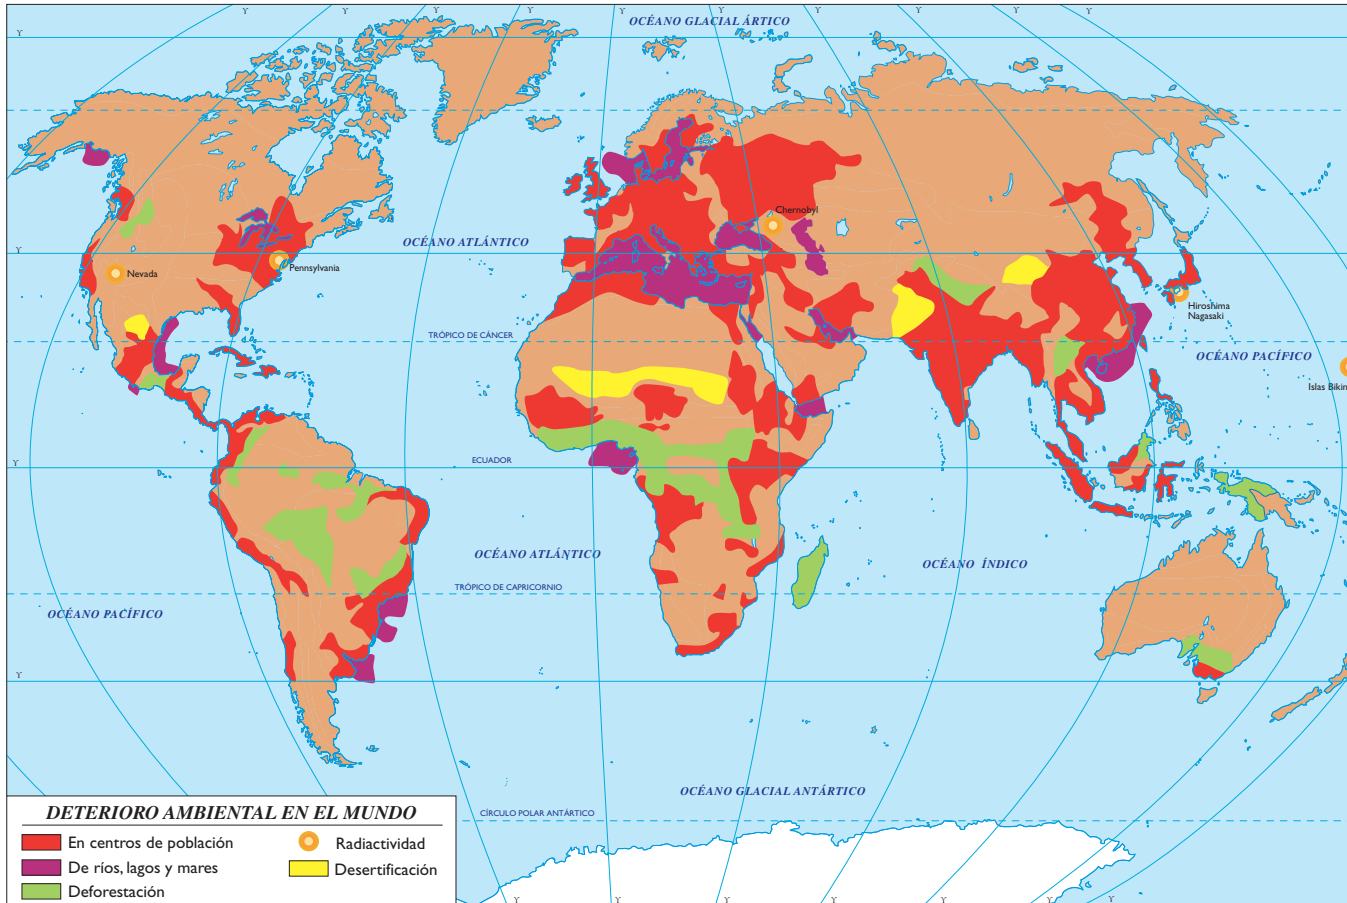 OCÉANO GLACIAL ÁRTICO
OCÉANO ATLÁNTICO
Chernobyl
Nevada
Pennsylvania
Hiroshima
Nagasaki
TRÓPICO DE CÁNCER
OCÉANO PACÍFICO
Islas Bikin
ECUADOR
OCÉANO ATLÁNTICO
OCÉANO ÍNDICO
TRÓPICO DE CAPRICORNIO
OCÉANO PACÍFICO
OCÉANO GLACIAL ANTÁRTICO
CÍRCULO POLAR ANTÁRTICO
DETERIORO AMBIENTAL EN EL MUNDO
En centros de población
Radiactividad
De ríos, lagos y mares
Desertificación
Deforestación